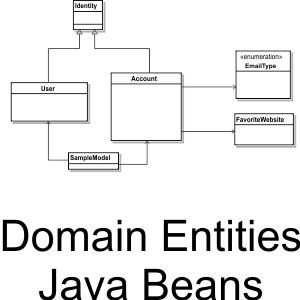 Identity
«enumeration»
EmailType
Account
User
FavoriteWebsite
SampleModel
Domain Entities
Java Beans